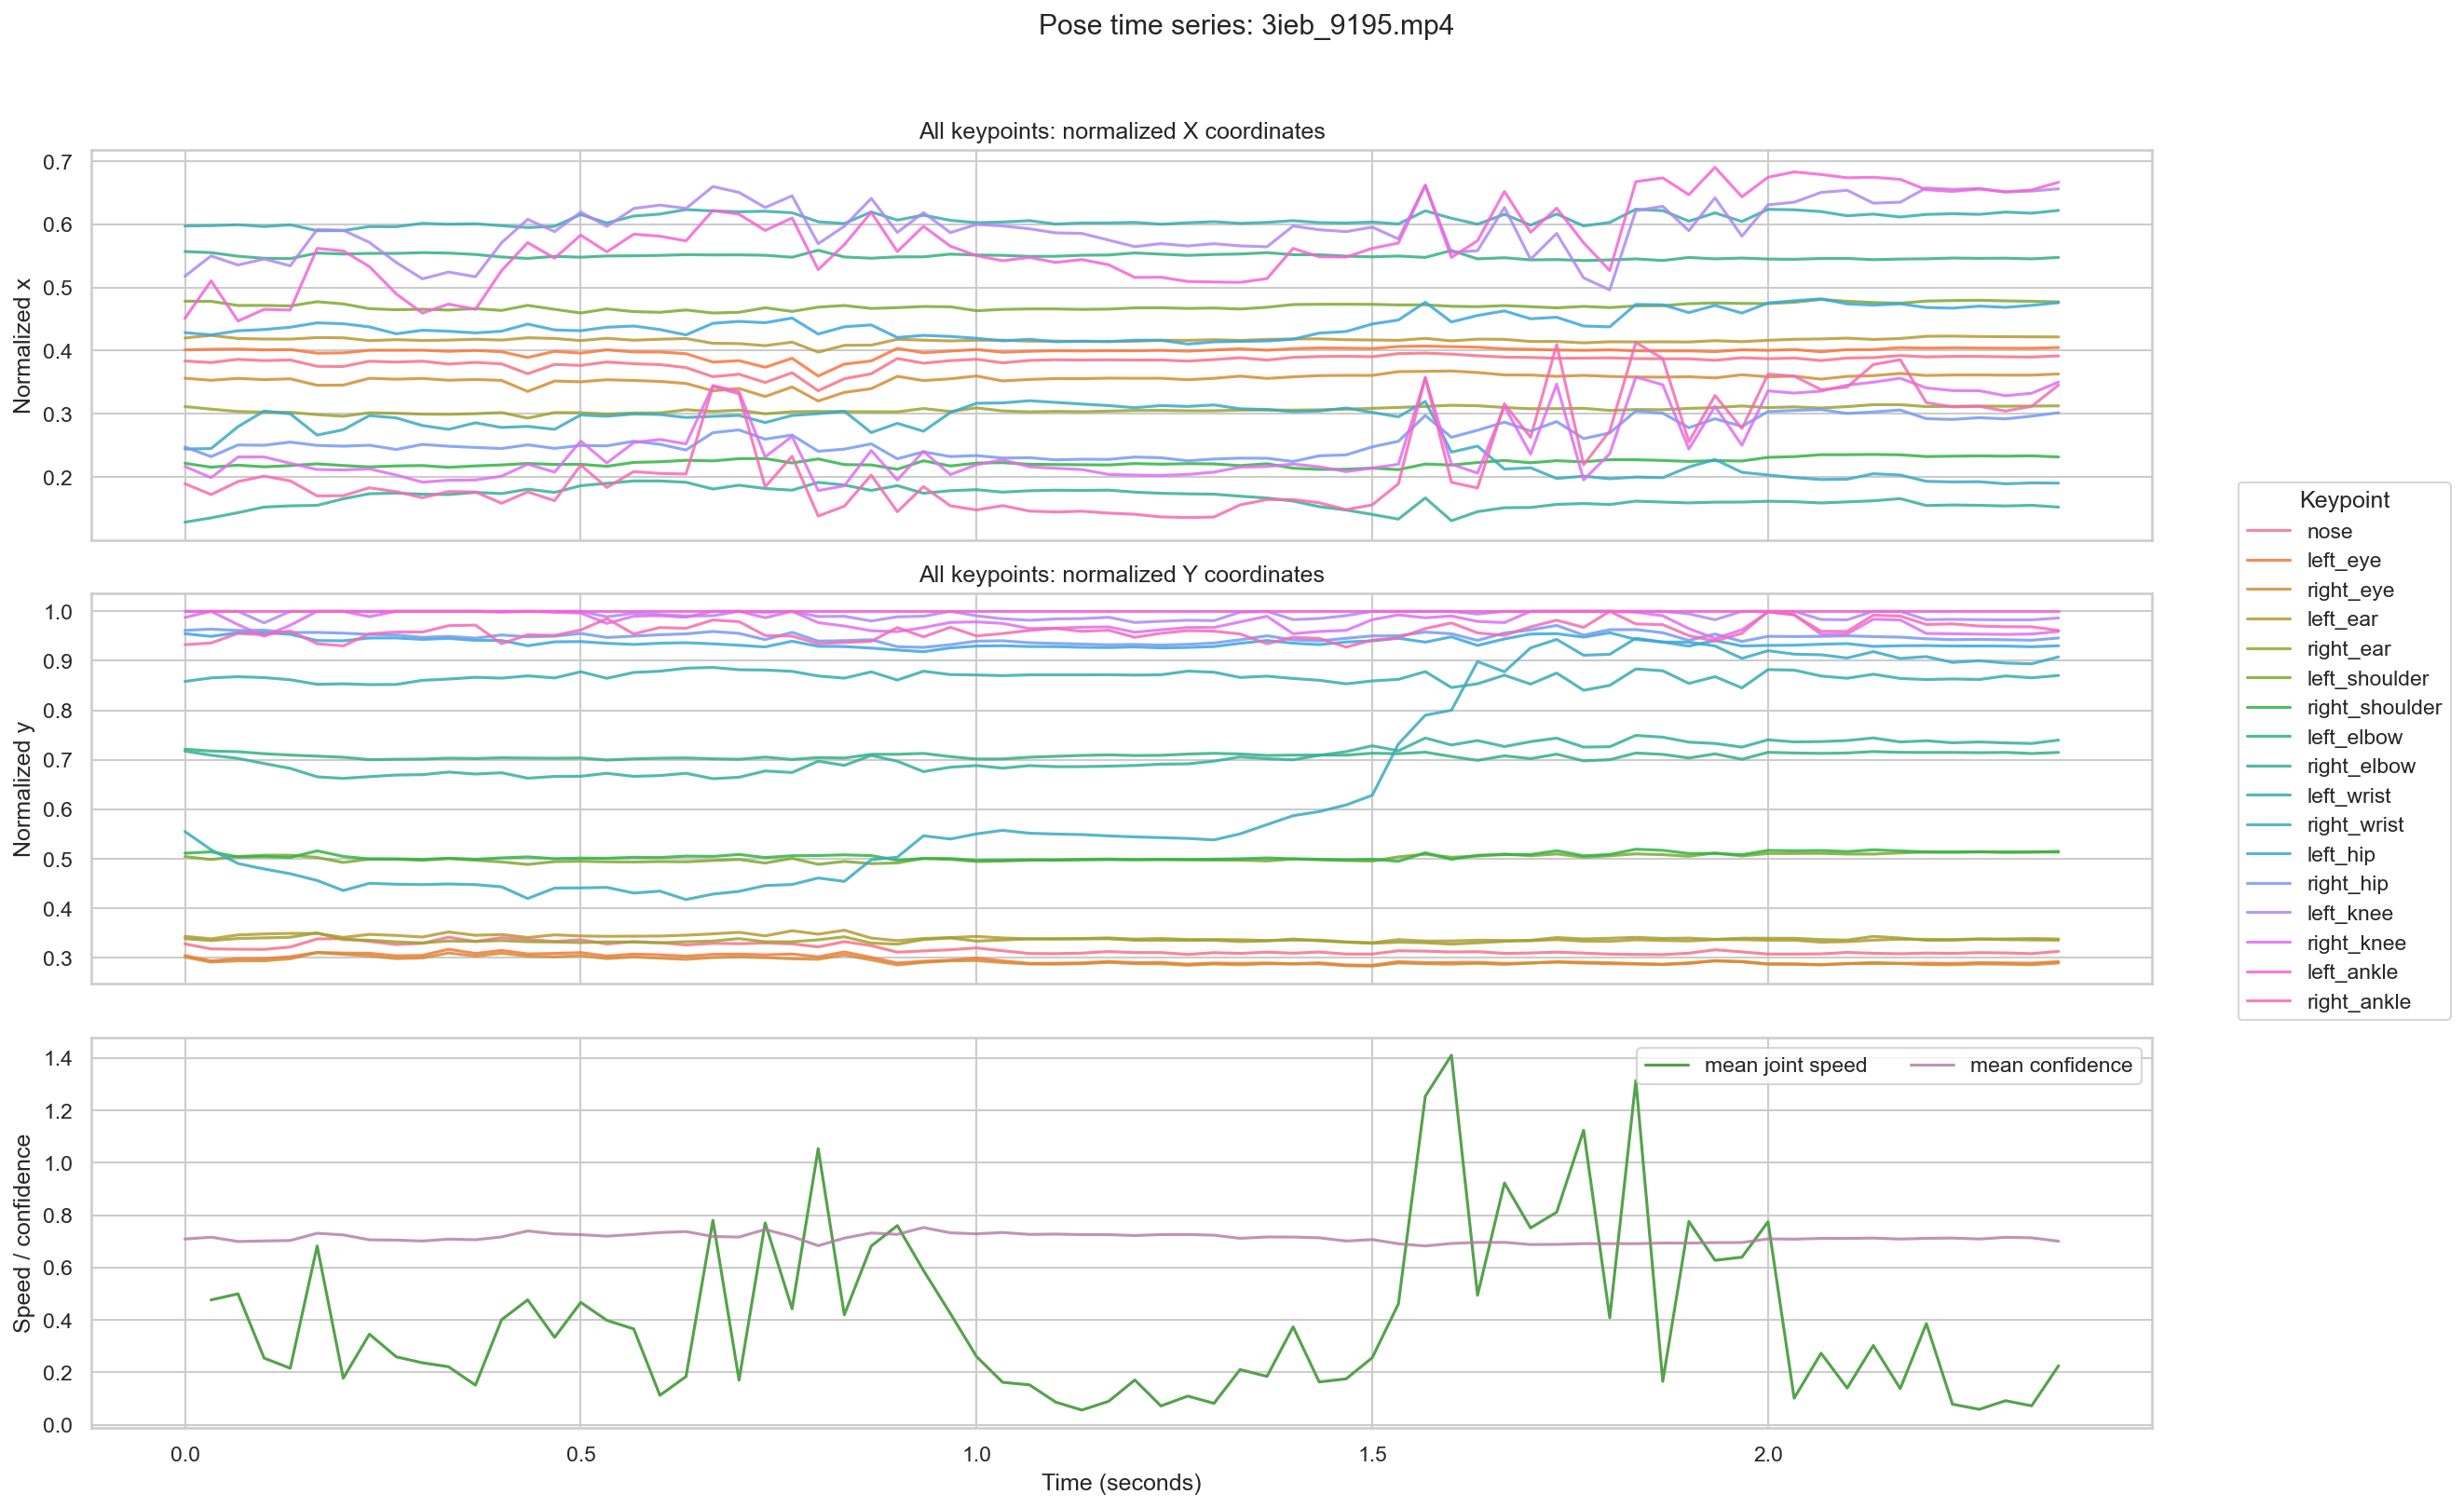 Pose time series: 3ieb_9195.mp4
All keypoints: normalized X coordinates
0.7
0.6
0.5
0.4
0.3
0.2
Normalized x
All keypoints: normalized Y coordinates
1.0
0.9
0.8
0.7
0.6
0.5
0.4
0.3
Normalized y
Keypoint
nose
left_eye
right_eye
left_ear
right_ear
left_shoulder
right_shoulder
left_elbow
right_elbow
left_wrist
right_wrist
left_hip
right_hip
left_knee
right_knee
left_ankle
right_ankle
mean joint speed mean confidence
1.4
1.2
1.0
0.8
0.6
0.4
0.2
0.0
Speed / confidence
0.0 0.5 1.0 1.5 2.0
Time (seconds)